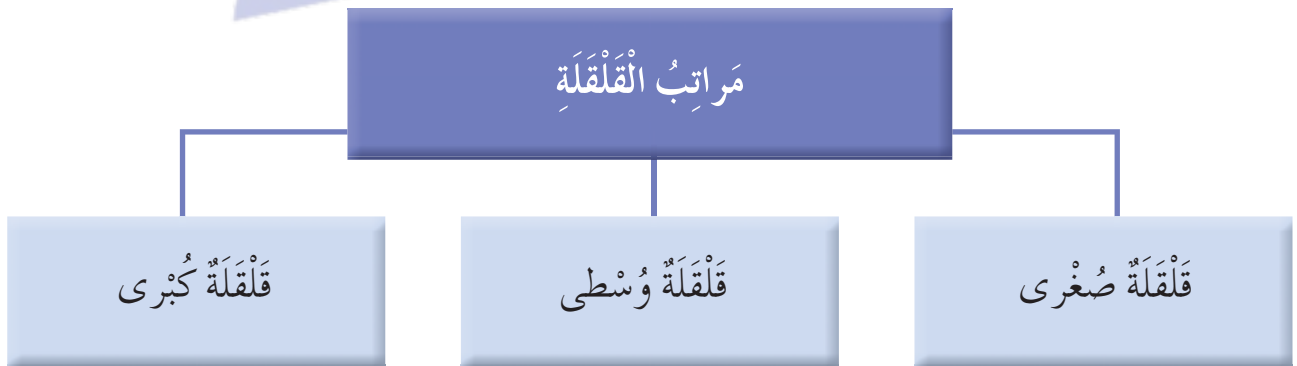 مَراتِبُ الْقَلْقَلَةِ
قَلْقَلَةٌ صُغْرى
قَلْقَلَةٌ وُسْطى
قَلْقَلَةٌ كُبْرى